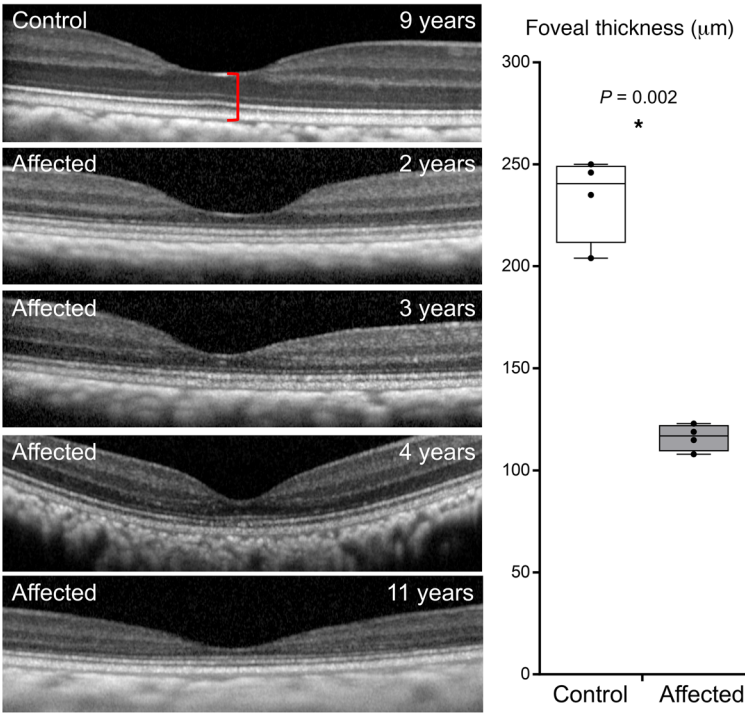 Control 9 years
Affected 2 years
Affected 3 years
Affected 4 years
Affected 11 years
Foveal thickness (μm)
300
P = 0.002
*
250
200
150
100
50
0
Control Affected